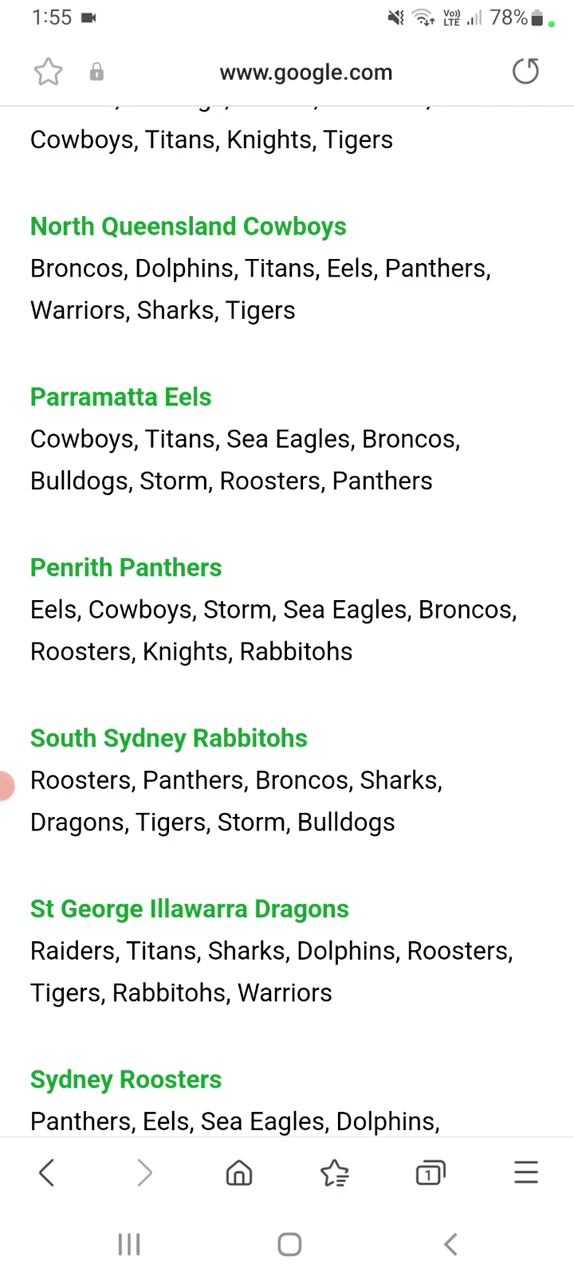 1:55
Vo))
LTE
78%
www.google.com
Cowboys, Titans, Knights, Tigers
North Queensland Cowboys
Broncos, Dolphins, Titans, Eels, Panthers,
Warriors, Sharks, Tigers
Parramatta Eels
Cowboys, Titans, Sea Eagles, Broncos,
Bulldogs, Storm, Roosters, Panthers
Penrith Panthers
Eels, Cowboys, Storm, Sea Eagles, Broncos,
Roosters, Knights, Rabbitohs
South Sydney Rabbitohs
Roosters, Panthers, Broncos, Sharks,
Dragons, Tigers, Storm, Bulldogs
St George Illawarra Dragons
Raiders, Titans, Sharks, Dolphins, Roosters,
Tigers, Rabbitohs, Warriors
Sydney Roosters
Panthers, Eels, Sea Eagles, Dolphins,
1